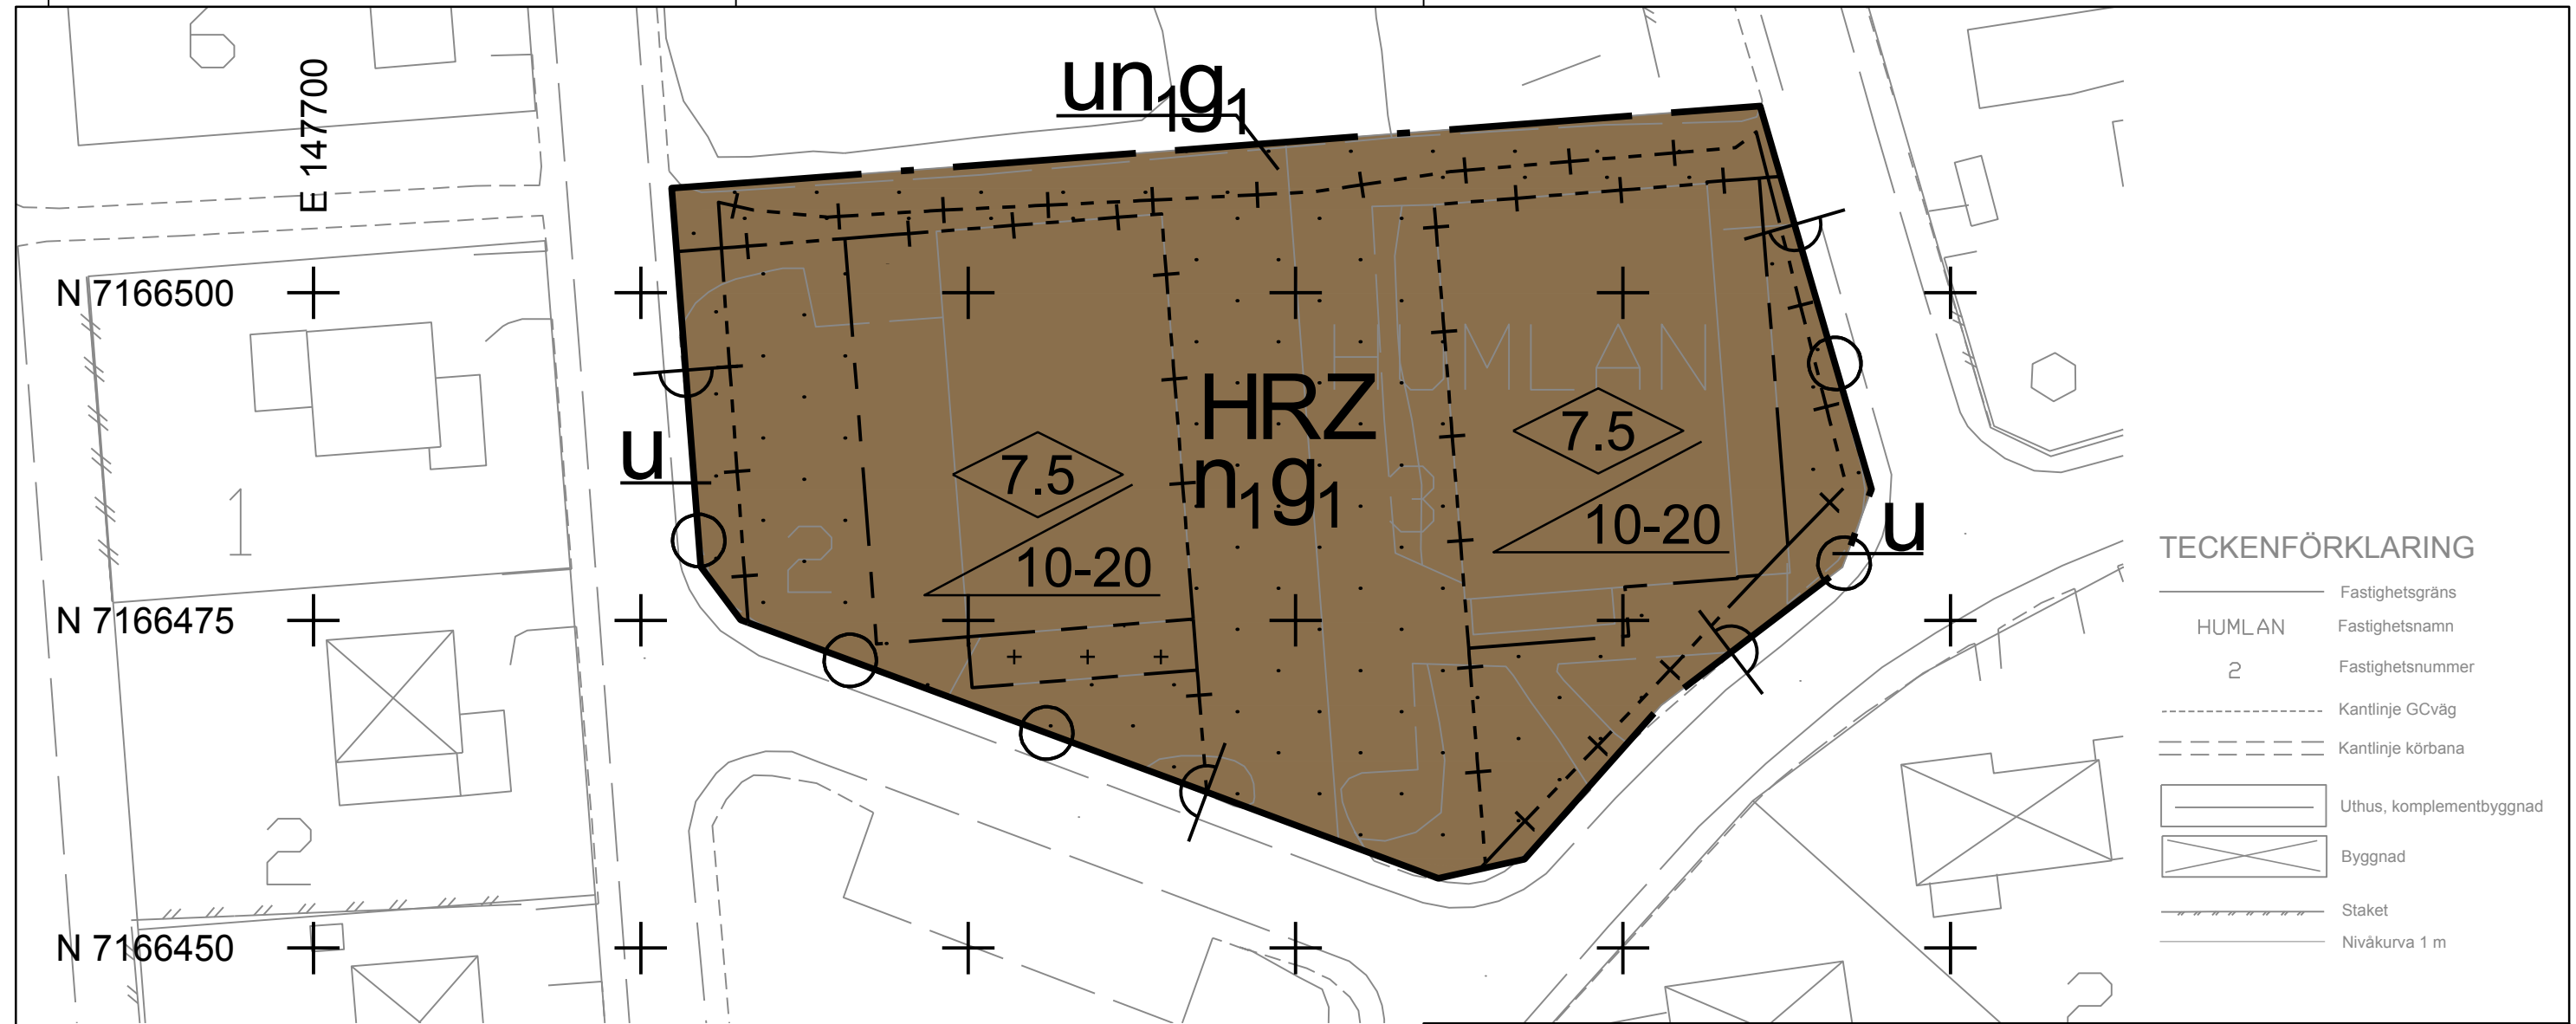 un₁g₁
E 147700
N 7166500
HUMLAN
HRZ
n₁g₁
7.5
10-20
7.5
10-20
u
u
1
2
3
N 7166475
2
N 7166450
TECKENFÖRKLARING
Fastighetsgräns
HUMLAN Fastighetsnamn
2 Fastighetsnummer
Kantlinje GCväg
Kantlinje körbana
Uthus, komplementbyggnad
Byggnad
Staket
Nivåkurva 1 m